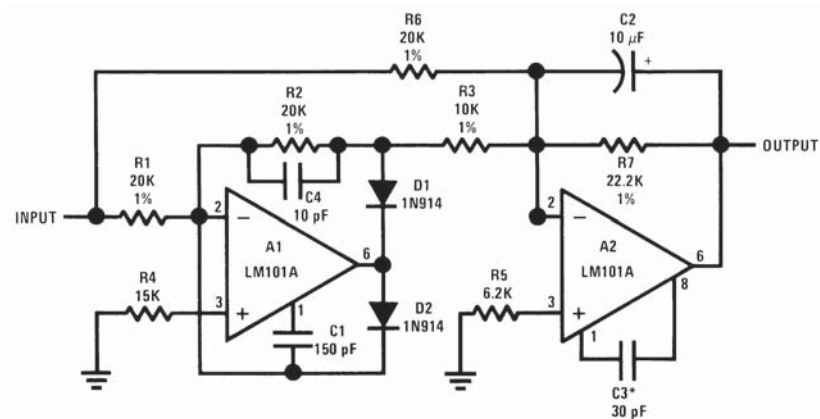 R6
20K
1%
C2
10 μF
+
R2
20K
1%
R3
10K
1%
R1
20K
1%
C4
10 pF
D1
1N914
R7
22.2K
1%
OUTPUT
INPUT
2
−
A1
LM101A
6
2
−
A2
LM101A
6
8
R4
15K
3
+
1
D2
1N914
R5
6.2K
3
+
1
C1
150 pF
C3*
30 pF